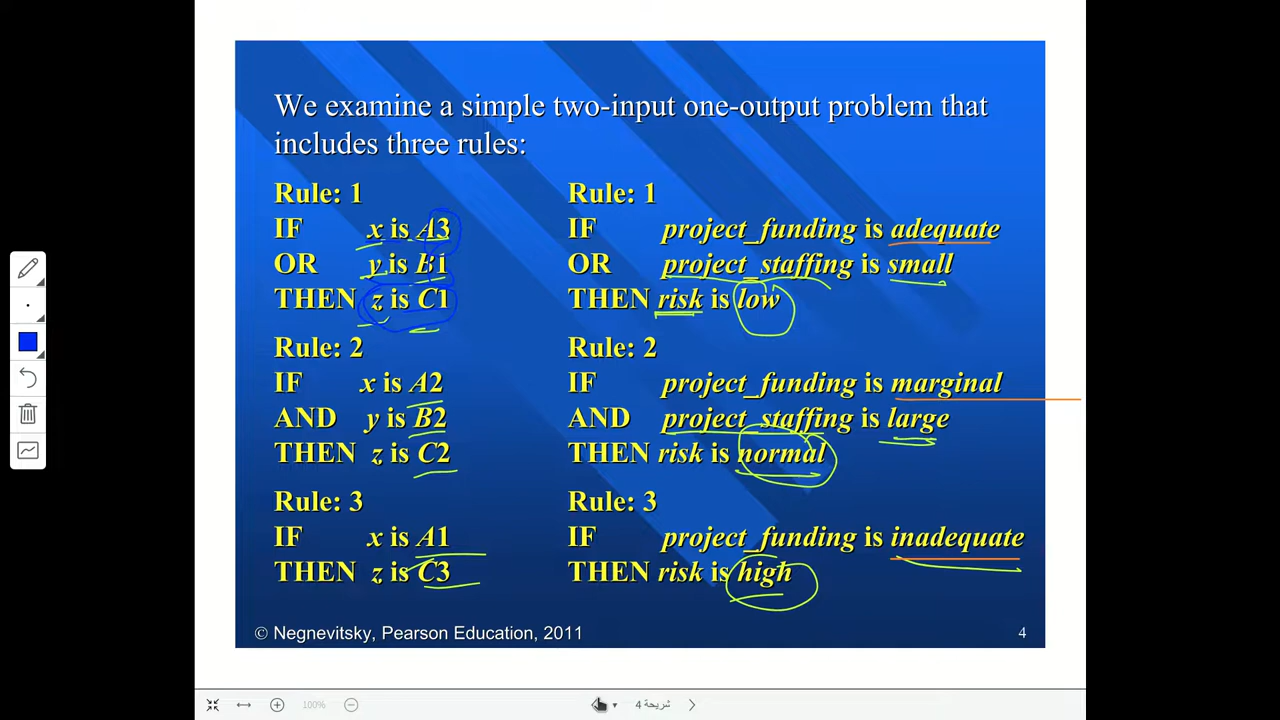 We examine a simple two-input one-output problem that
includes three rules:
Rule: 1
IF x is A3
OR y is B1
THEN z is C1
Rule: 2
IF x is A2
AND y is B2
THEN z is C2
Rule: 3
IF x is A1
THEN z is C3
Rule: 1
IF project_funding is adequate
OR project_staffing is small
THEN risk is low
Rule: 2
IF project_funding is marginal
AND project_staffing is large
THEN risk is normal
Rule: 3
IF project_funding is inadequate
THEN risk is high
© Negnevitsky, Pearson Education, 2011
4
100%
شريحة 4